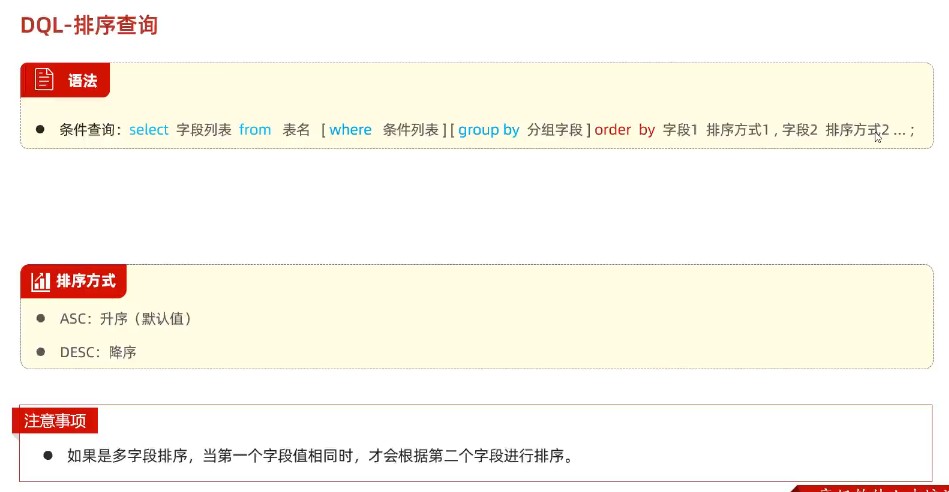 DQL-排序查询
语法
● 条件查询：select 字段列表 from 表名 [ where 条件列表 ] [ group by 分组字段 ] order by 字段1 排序方式1 , 字段2 排序方式2 … ;
排序方式
● ASC：升序（默认值）
● DESC：降序
注意事项
● 如果是多字段排序，当第一个字段值相同时，才会根据第二个字段进行排序。